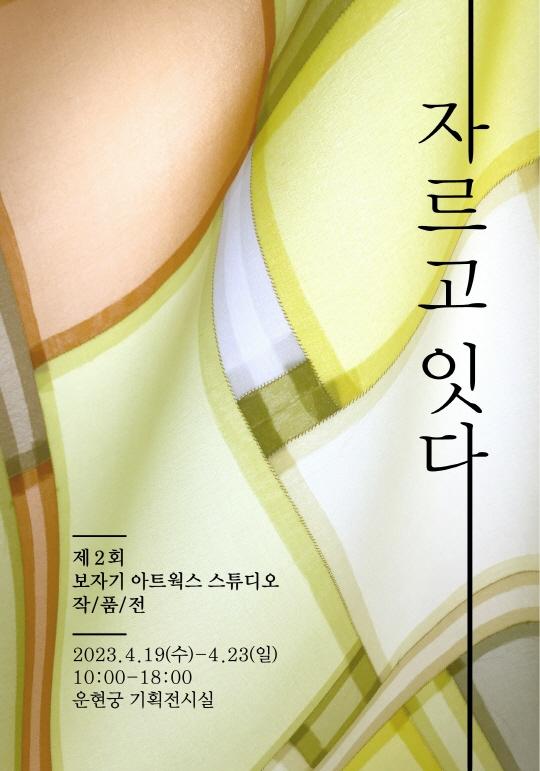 자르고 잇다
제2회
보자기 아트웍스 스튜디오
작/품/전
2023.4.19(수)-4.23(일)
10:00-18:00
운현궁 기획전시실